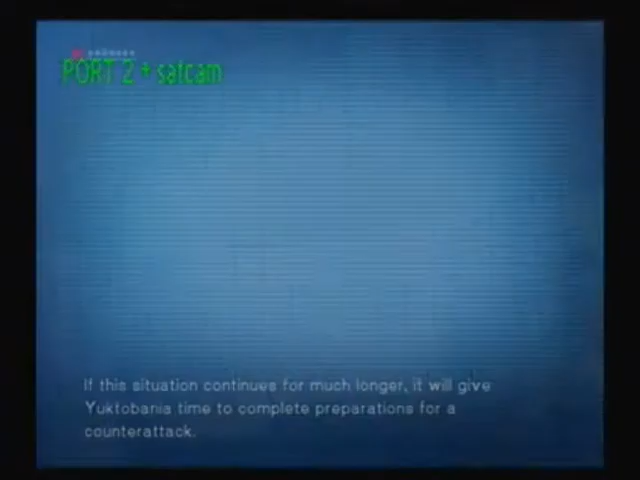 PORT 2 + satcam
If this situation continues for much longer, it will give
Yuktobania time to complete preparations for a
counterattack.